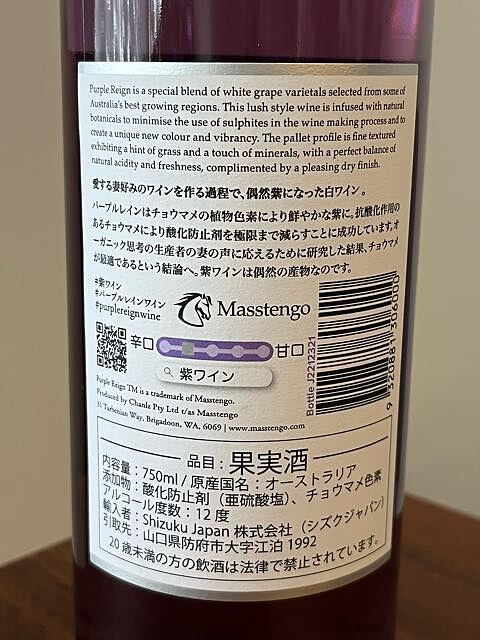 Purple Reign is a special blend of white grape varietals selected from some of
Australia's best growing regions. This lush style wine is infused with natural
botanicals to minimise the use of sulphites in the wine making process and to
create a unique new colour and vibrancy. The pallet profile is fine textured
exhibiting a hint of grass and a touch of minerals, with a perfect balance of
natural acidity and freshness, complimented by a pleasing dry finish.
愛する妻好みのワインを作る過程で、偶然紫になった白ワイン。
パープルレインはチョウマメの植物色素により鮮やかな紫に。抗酸化作用の
あるチョウマメにより酸化防止剤を極限まで減らすことに成功しています。オ
ーガニック思考の生産者の妻の声に応えるために研究した結果、チョウマメ
が最適であるという結論へ。紫ワインは偶然の産物なのです。
#紫ワイン
#パープルレインワイン
#purplereignwine
Masstengo
辛口 甘口
紫ワイン
Purple Reign TM is a trademark of Masstengo.
Produced by Chanlz Pty Ltd t/as Masstengo
31 Tarhenian Way, Brigadoon, WA, 6069 | www.masstengo.com
Bottle J2212321
9 320881 306000
品目：果実酒
内容量：750ml / 原産国名：オーストラリア
添加物：酸化防止剤（亜硫酸塩）、チョウマメ色素
アルコール度数：12 度
輸入者：Shizuku Japan 株式会社（シズクジャパン）
引取先：山口県防府市大字江泊 1992
20 歳未満の方の飲酒は法律で禁止されています。